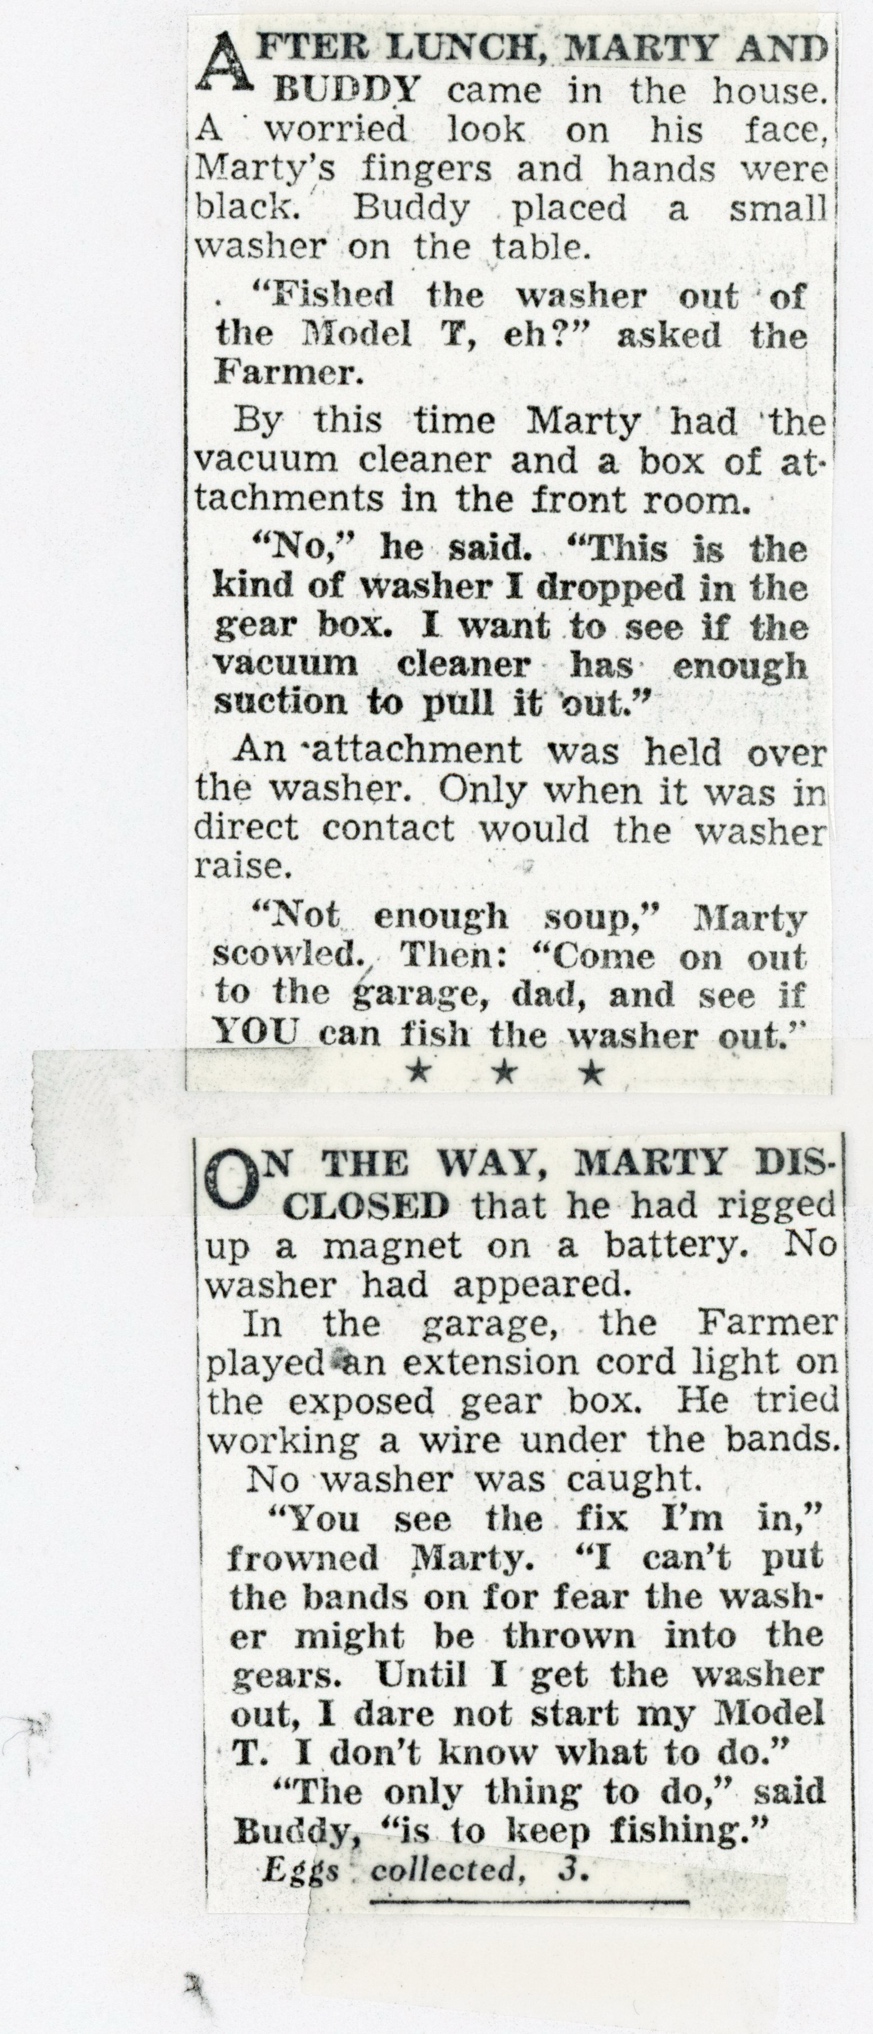 AFTER LUNCH, MARTY AND
BUDDY came in the house.
A worried look on his face,
Marty's fingers and hands were
black. Buddy placed a small
washer on the table.
. "Fished the washer out of
the Model T, eh?" asked the
Farmer.
By this time Marty had the
vacuum cleaner and a box of at-
tachments in the front room.
"No," he said. "This is the
kind of washer I dropped in the
gear box. I want to see if the
vacuum cleaner has enough
suction to pull it out."
An attachment was held over
the washer. Only when it was in
direct contact would the washer
raise.
"Not enough soup," Marty
scowled. Then: "Come on out
to the garage, dad, and see if
YOU can fish the washer out."
★ ★ ★
ON THE WAY, MARTY DIS-
CLOSED that he had rigged
up a magnet on a battery. No
washer had appeared.
In the garage, the Farmer
played an extension cord light on
the exposed gear box. He tried
working a wire under the bands.
No washer was caught.
"You see the fix I'm in,"
frowned Marty. "I can't put
the bands on for fear the wash-
er might be thrown into the
gears. Until I get the washer
out, I dare not start my Model
T. I don't know what to do."
"The only thing to do," said
Buddy, "is to keep fishing."
Eggs collected, 3.